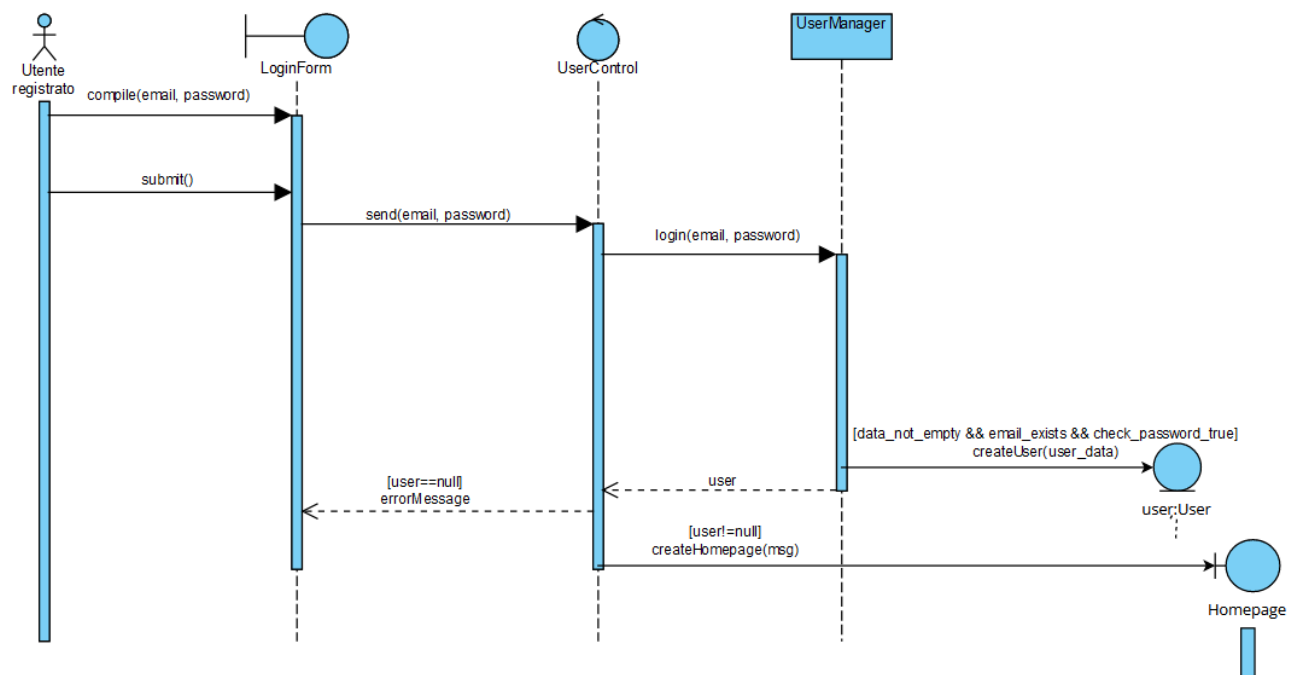 UserManager
Utente
registrato
LoginForm
UserControl
compile(email, password)
submit()
send(email, password)
login(email, password)
[data_not_empty && email_exists && check_password_true]
createUser(user_data)
user
[user==null]
errorMessage
user:User
[user!=null]
createHomepage(msg)
Homepage